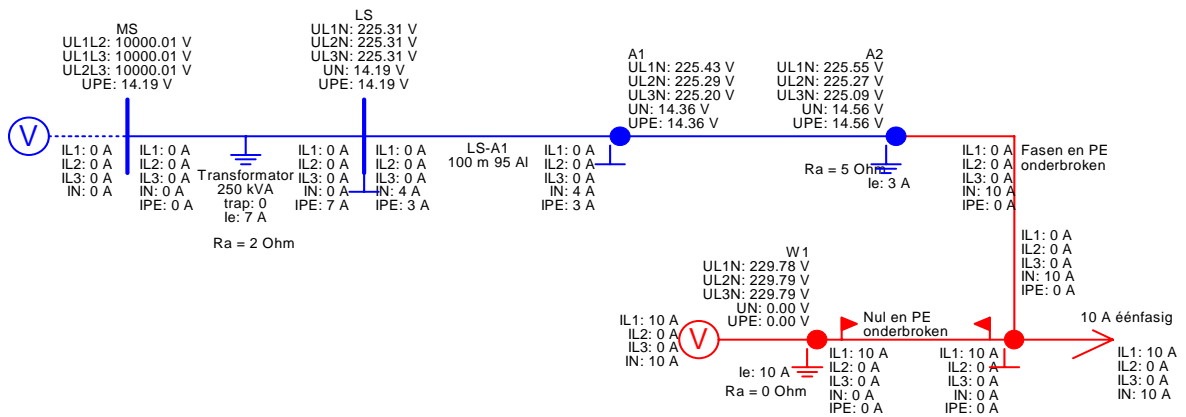 MS
UL1L2: 10000.01 V
UL1L3: 10000.01 V
UL2L3: 10000.01 V
UPE: 14.19 V
LS
UL1N: 225.31 V
UL2N: 225.31 V
UL3N: 225.31 V
UN: 14.19 V
UPE: 14.19 V
A1
UL1N: 225.43 V
UL2N: 225.29 V
UL3N: 225.20 V
UN: 14.36 V
UPE: 14.36 V
A2
UL1N: 225.55 V
UL2N: 225.27 V
UL3N: 225.09 V
UN: 14.56 V
UPE: 14.56 V
V
IL1: 0 A
IL2: 0 A
IL3: 0 A
IN: 0 A
IL1: 0 A
IL2: 0 A
IL3: 0 A
IN: 0 A
IPE: 0 A
Transformator
250 kVA
trap: 0
Ie: 7 A
Ra = 2 Ohm
IL1: 0 A
IL2: 0 A
IL3: 0 A
IN: 0 A
IPE: 7 A
IL1: 0 A
IL2: 0 A
IL3: 0 A
IN: 4 A
IPE: 3 A
LS-A1
100 m 95 Al
IL1: 0 A
IL2: 0 A
IL3: 0 A
IN: 4 A
IPE: 3 A
Ra = 5 Ohm
Ie: 3 A
IL1: 0 A
IL2: 0 A
IL3: 0 A
IN: 10 A
IPE: 0 A
Fasen en PE
onderbroken
IL1: 0 A
IL2: 0 A
IL3: 0 A
IN: 10 A
IPE: 0 A
W1
UL1N: 229.78 V
UL2N: 229.79 V
UL3N: 229.79 V
UN: 0.00 V
UPE: 0.00 V
IL1: 10 A
IL2: 0 A
IL3: 0 A
IN: 10 A
V
Nul en PE
onderbroken
10 A éénfasig
Ie: 10 A
Ra = 0 Ohm
IL1: 10 A
IL2: 0 A
IL3: 0 A
IN: 0 A
IPE: 0 A
IL1: 10 A
IL2: 0 A
IL3: 0 A
IN: 0 A
IPE: 0 A
IL1: 10 A
IL2: 0 A
IL3: 0 A
IN: 10 A